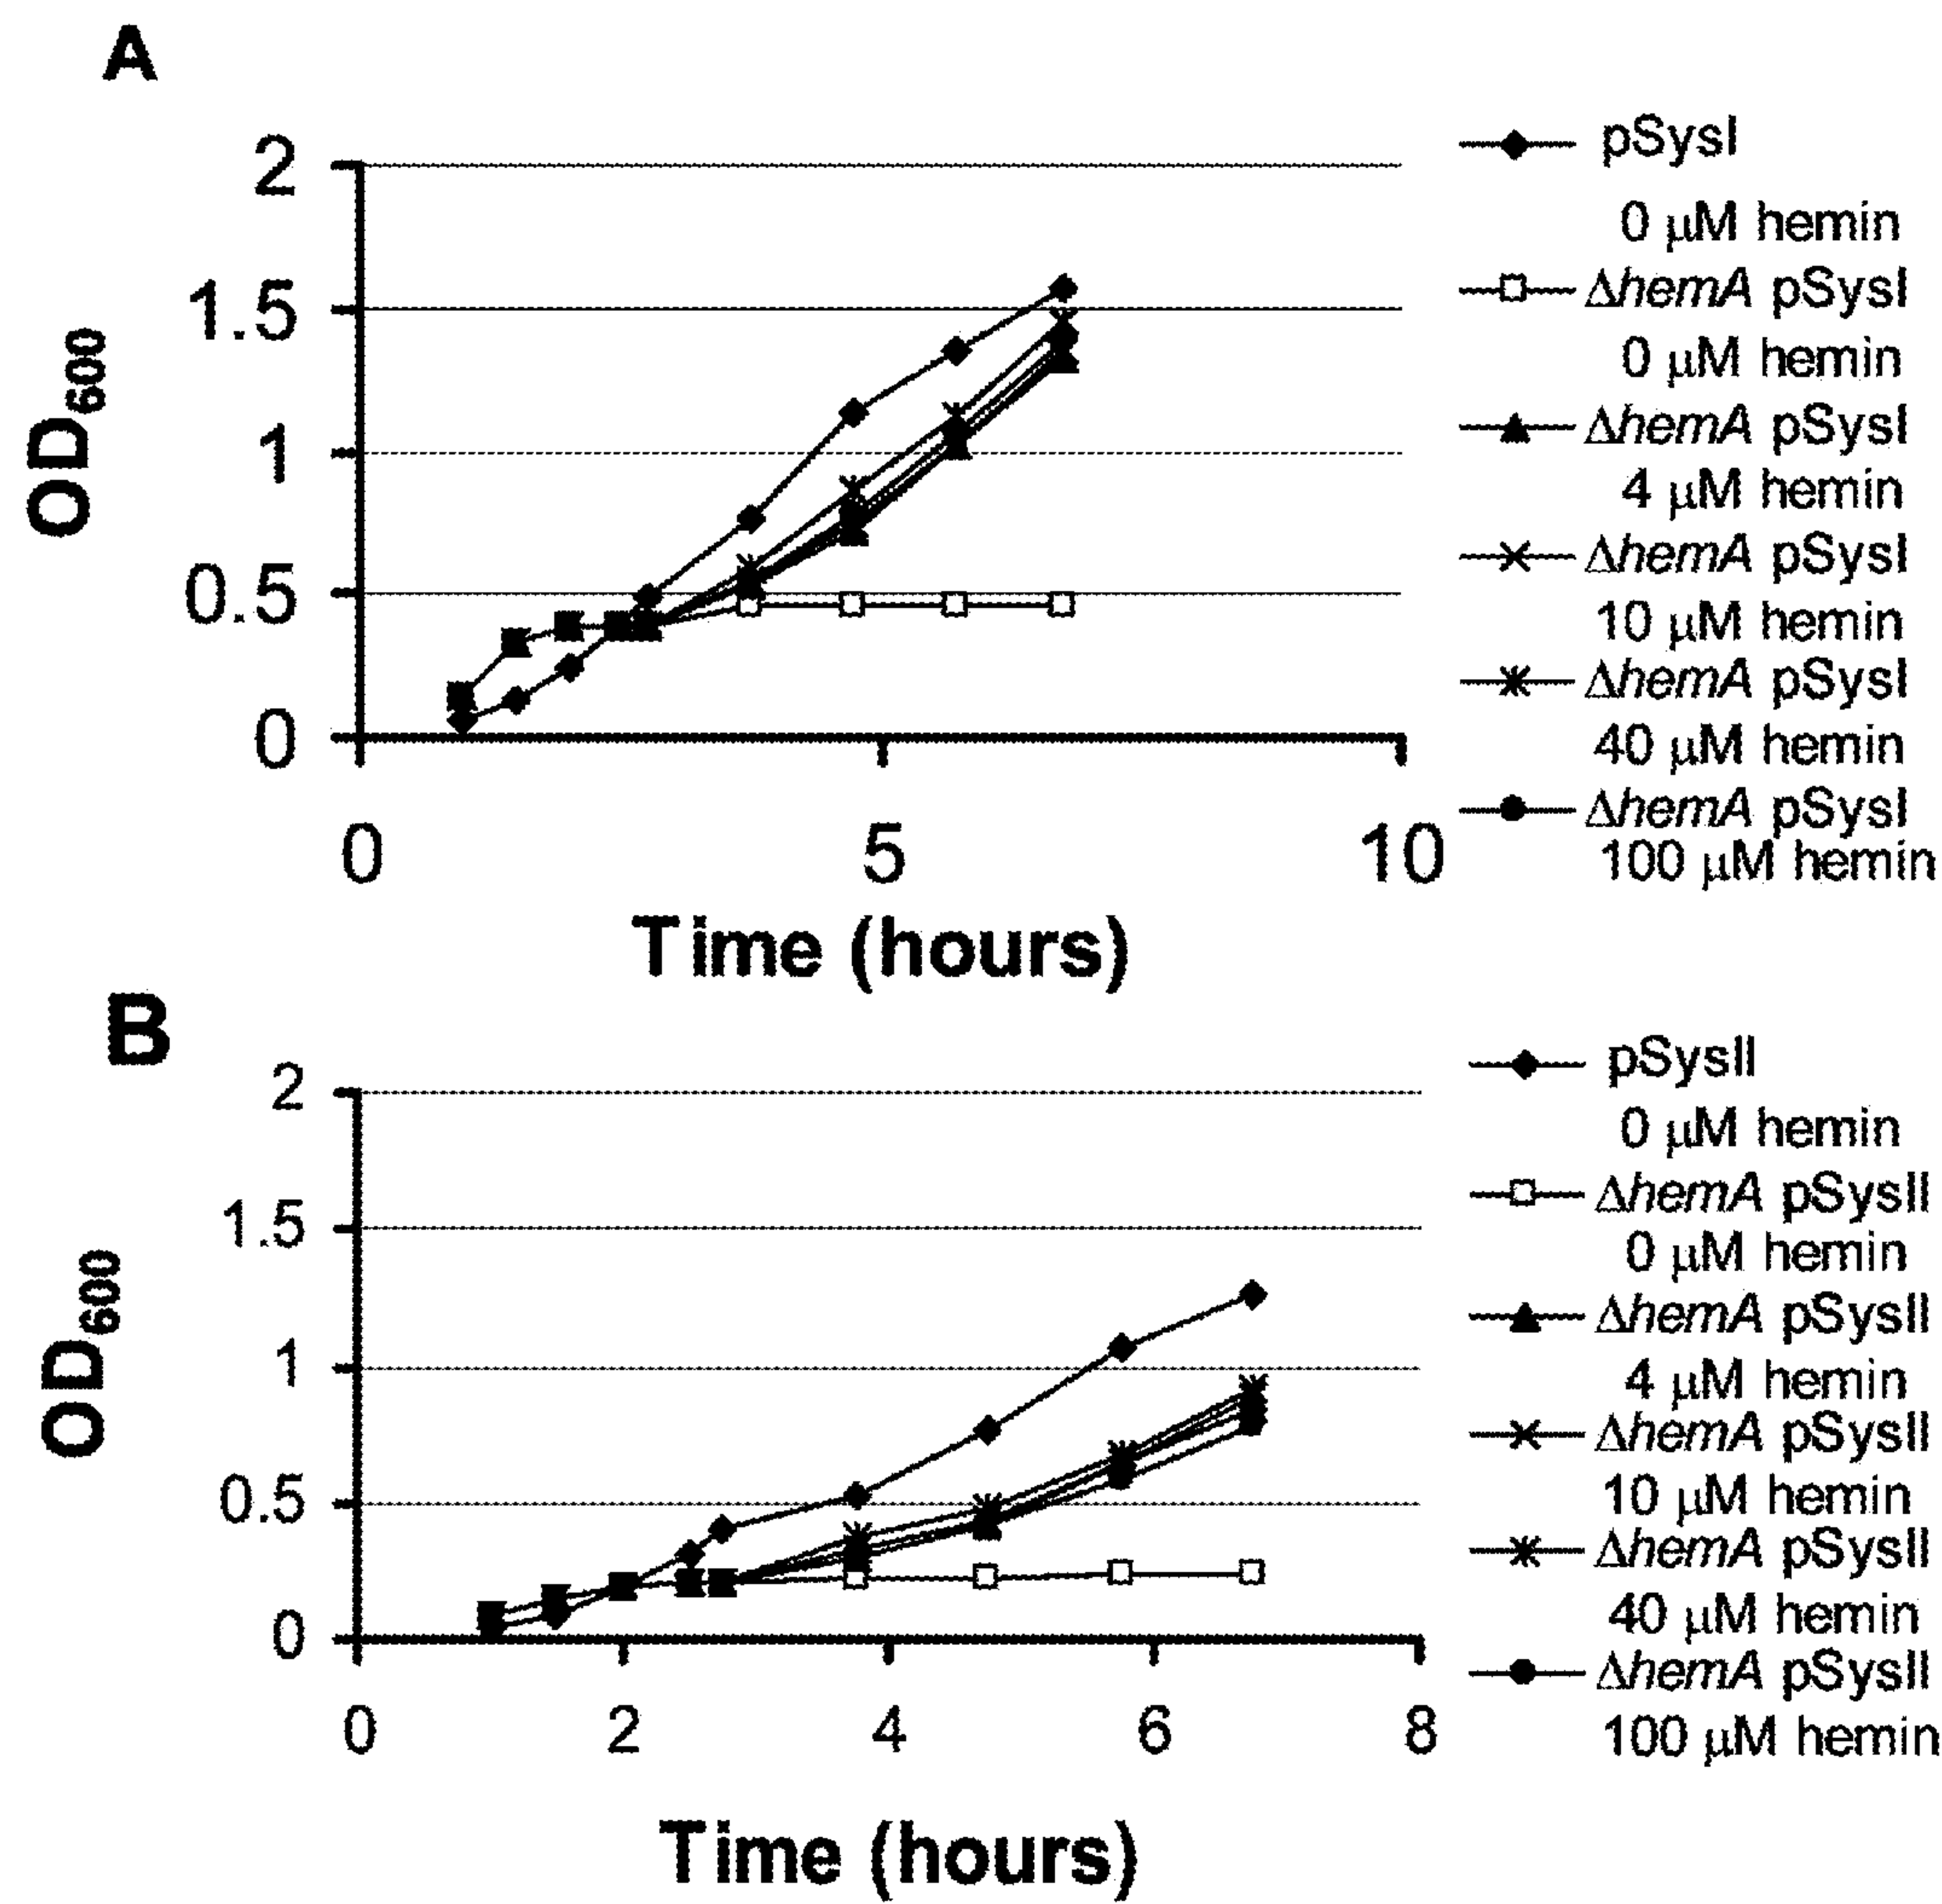 A
2
1.5
1
0.5
0
OD600
0
5
10
Time (hours)
pSysI
0 μM hemin
ΔhemA pSysI
0 μM hemin
ΔhemA pSysI
4 μM hemin
ΔhemA pSysI
10 μM hemin
ΔhemA pSysI
40 μM hemin
ΔhemA pSysI
100 μM hemin
B
2
1.5
1
0.5
0
OD600
0
2
4
6
8
Time (hours)
pSysII
0 μM hemin
ΔhemA pSysII
0 μM hemin
ΔhemA pSysII
4 μM hemin
ΔhemA pSysII
10 μM hemin
ΔhemA pSysII
40 μM hemin
ΔhemA pSysII
100 μM hemin